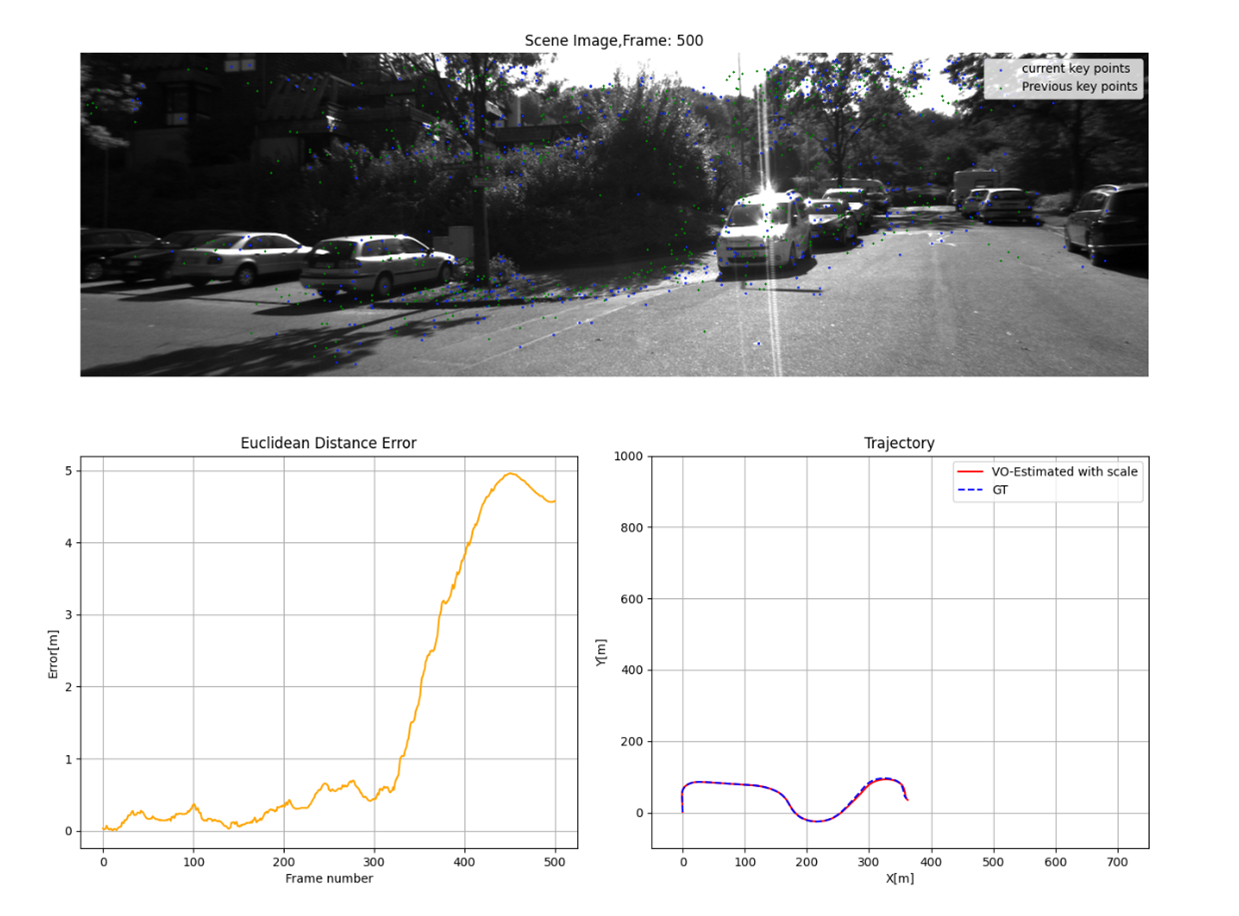 Scene Image,Frame: 500
current key points
Previous key points
Euclidean Distance Error
5
4
3
2
1
0
Error[m]
0 100 200 300 400 500
Frame number
Trajectory
VO-Estimated with scale
GT
1000
800
600
400
200
0
Y[m]
0 100 200 300 400 500 600 700
X[m]